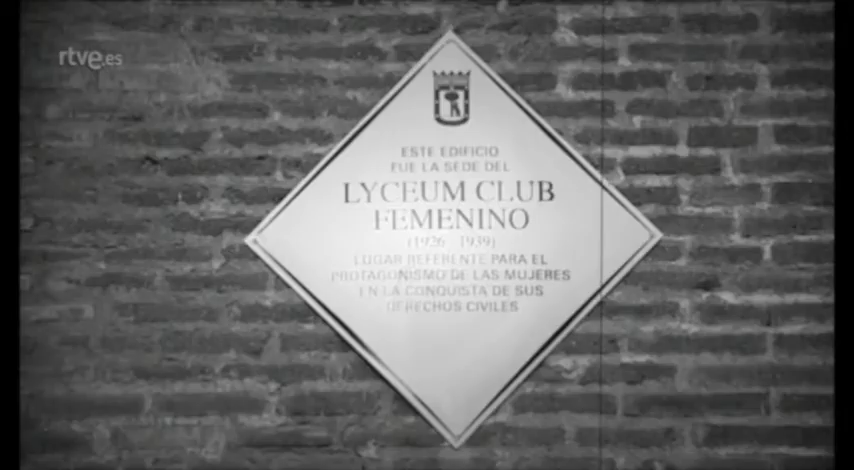 rtve.es
ESTE EDIFICIO
FUE LA SEDE DEL
LYCEUM CLUB
FEMENINO
(1926 - 1939)
LUGAR REFERENTE PARA EL
PROTAGONISMO DE LAS MUJERES
EN LA CONQUISTA DE SUS
DERECHOS CIVILES